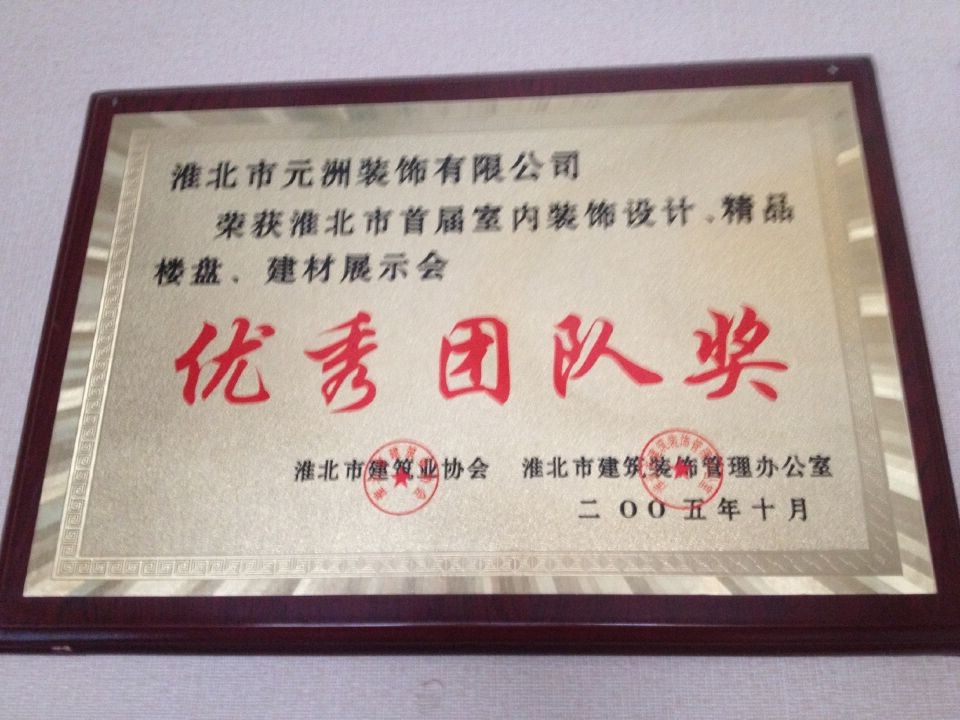 淮北市元洲装饰有限公司
荣获淮北市首届室内装饰设计、精品
楼盘、建材展示会
优秀团队奖
淮北市建筑业协会 淮北市建筑装饰管理办公室
二〇〇五年十月